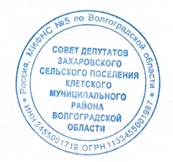 * Россия, МИФНС №5 по Волгоградской области *
СОВЕТ ДЕПУТАТОВ
ЗАХАРОВСКОГО
СЕЛЬСКОГО ПОСЕЛЕНИЯ
КЛЕТСКОГО
МУНИЦИПАЛЬНОГО
РАЙОНА
ВОЛГОГРАДСКОЙ
ОБЛАСТИ
ИНН 3455001719 ОГРН 1133455001987